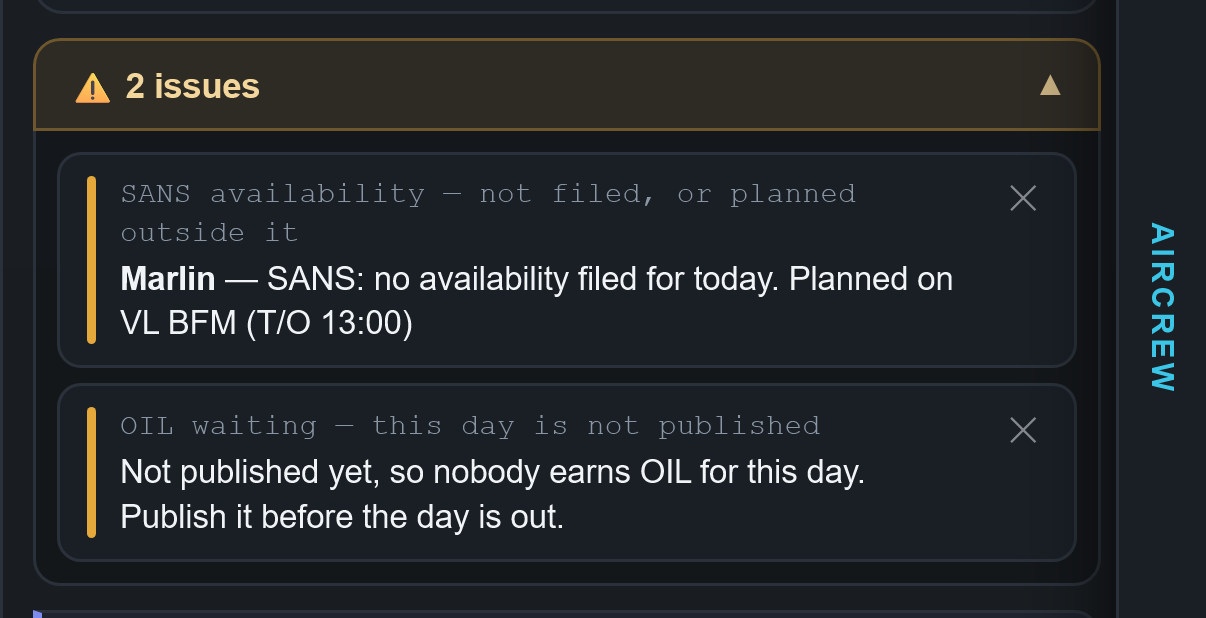 ⚠️ 2 issues ▲
SANS availability — not filed, or planned
outside it
Marlin — SANS: no availability filed for today. Planned on
VL BFM (T/O 13:00)
OIL waiting — this day is not published
Not published yet, so nobody earns OIL for this day.
Publish it before the day is out.
AIRCREW